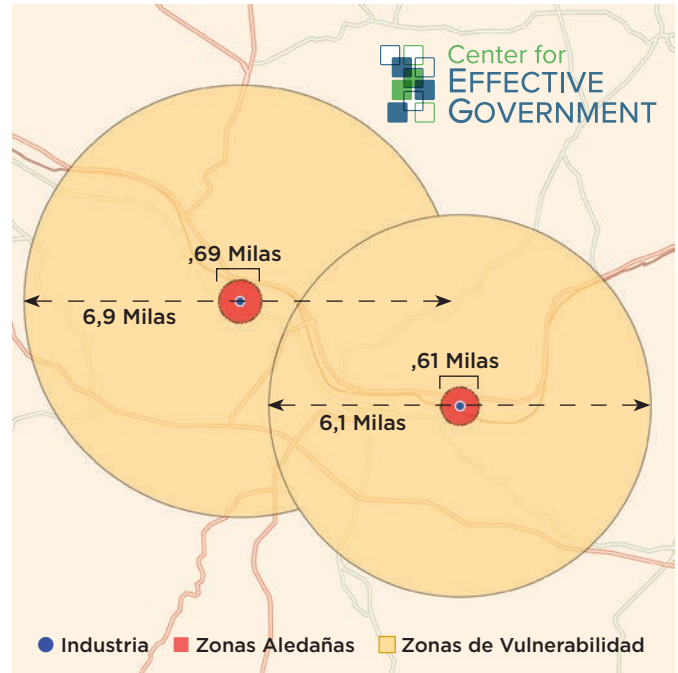 Center for
EFFECTIVE
GOVERNMENT
,69 Milas
6,9 Milas
,61 Milas
6,1 Milas
Industria
Zonas Aledañas
Zonas de Vulnerabilidad